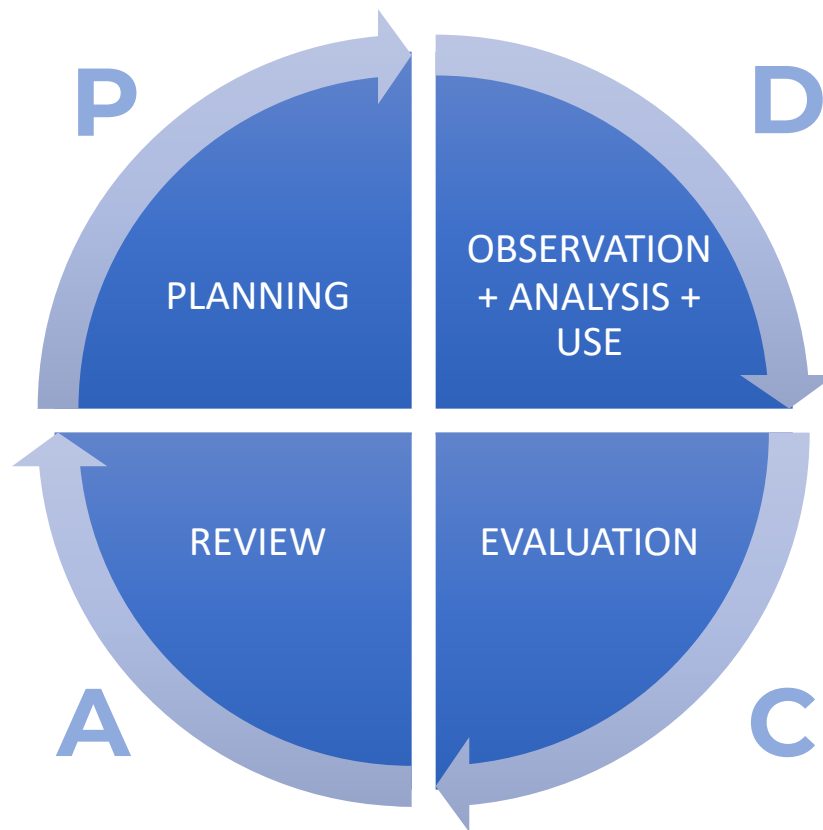 P
D
PLANNING
OBSERVATION
+ ANALYSIS +
USE
REVIEW
EVALUATION
A
C